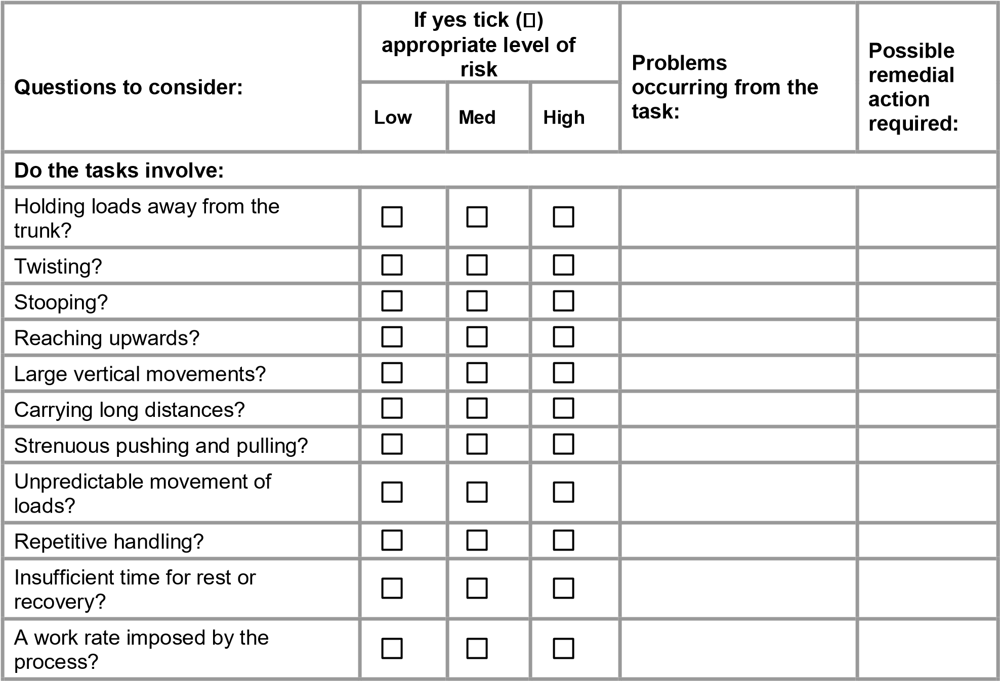 Questions to consider:
If yes tick (▯)
appropriate level of
risk
Low
Med
High
Problems
occurring from the
task:
Possible
remedial
action
required:
Do the tasks involve:
Holding loads away from the
trunk?
☐ ☐ ☐
Twisting?
☐ ☐ ☐
Stooping?
☐ ☐ ☐
Reaching upwards?
☐ ☐ ☐
Large vertical movements?
☐ ☐ ☐
Carrying long distances?
☐ ☐ ☐
Strenuous pushing and pulling?
☐ ☐ ☐
Unpredictable movement of
loads?
☐ ☐ ☐
Repetitive handling?
☐ ☐ ☐
Insufficient time for rest or
recovery?
☐ ☐ ☐
A work rate imposed by the
process?
☐ ☐ ☐